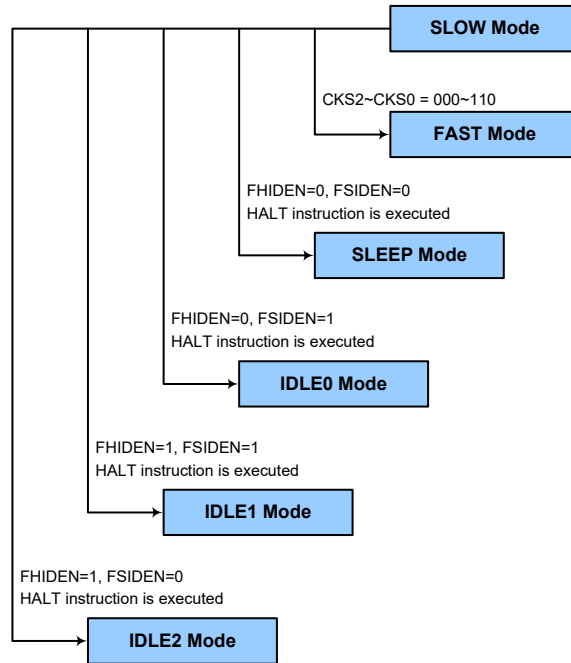 SLOW Mode
CKS2~CKS0 = 000~110
FAST Mode
FHIDEN=0, FSIDEN=0
HALT instruction is executed
SLEEP Mode
FHIDEN=0, FSIDEN=1
HALT instruction is executed
IDLE0 Mode
FHIDEN=1, FSIDEN=1
HALT instruction is executed
IDLE1 Mode
FHIDEN=1, FSIDEN=0
HALT instruction is executed
IDLE2 Mode